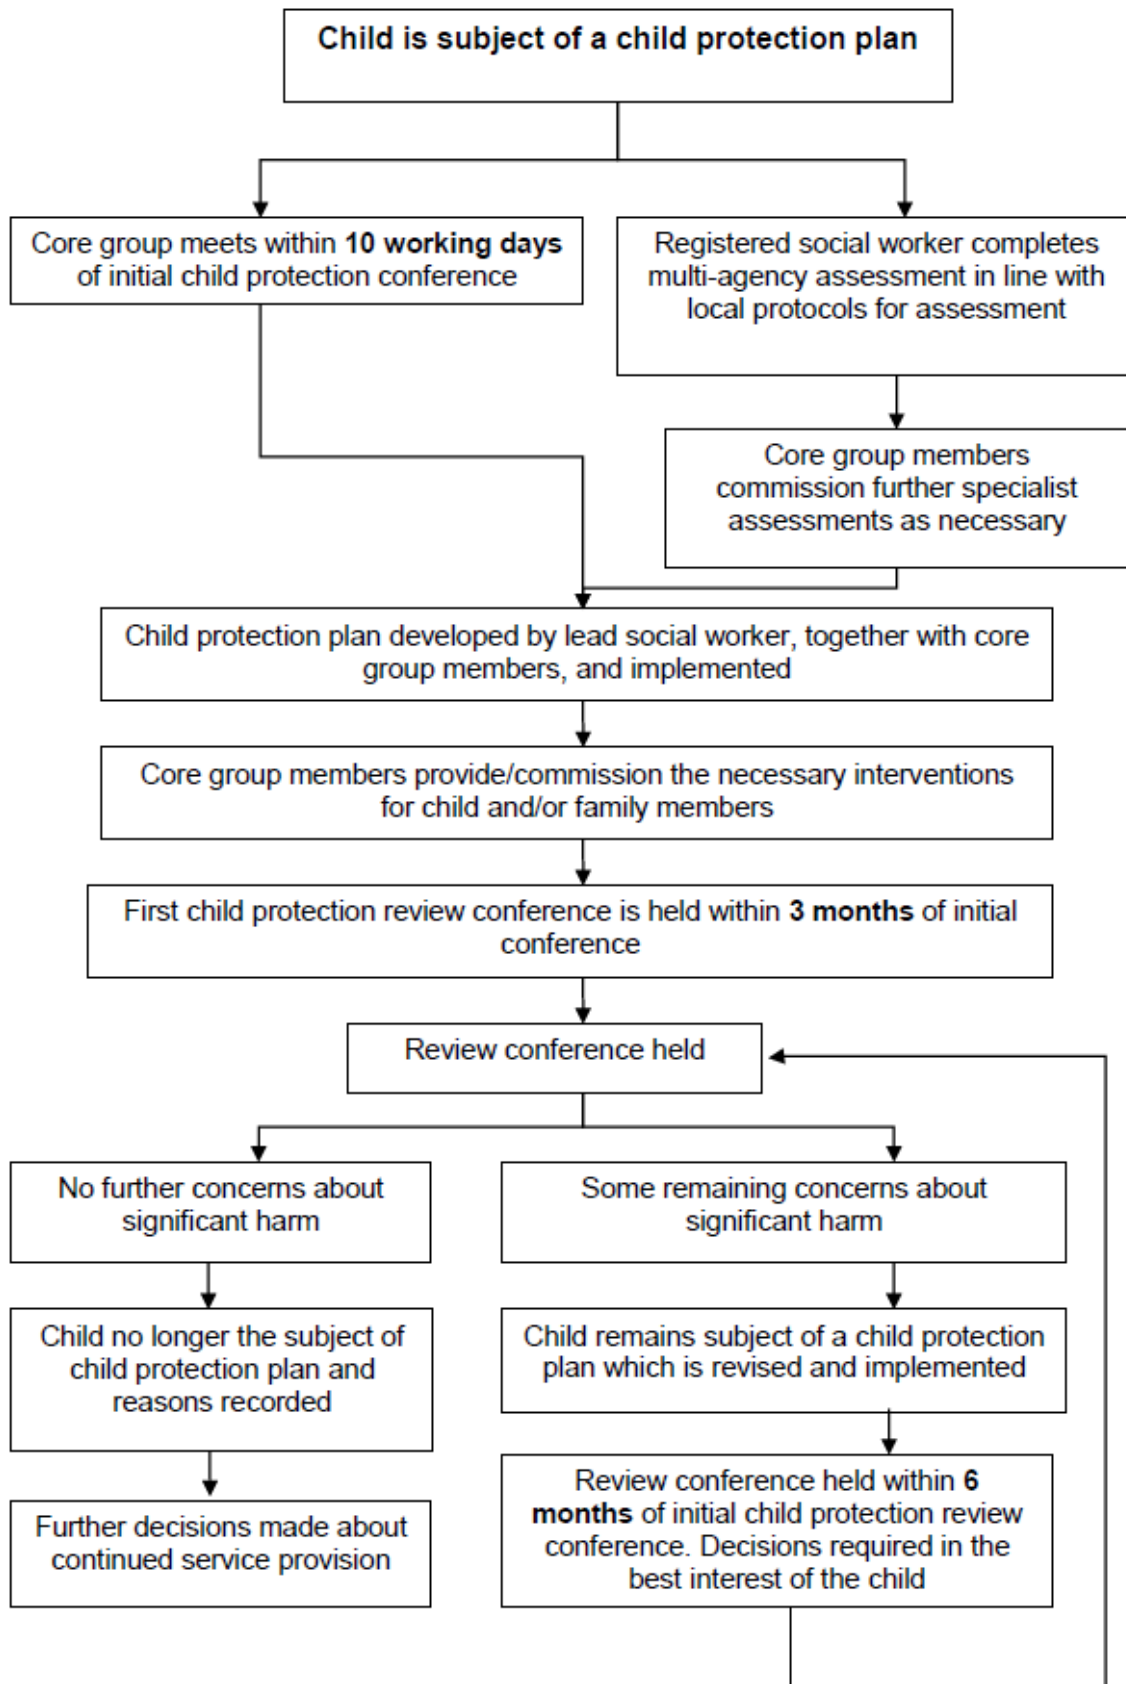 Child is subject of a child protection plan
Core group meets within 10 working days
of initial child protection conference
Registered social worker completes
multi-agency assessment in line with
local protocols for assessment
Core group members
commission further specialist
assessments as necessary
Child protection plan developed by lead social worker, together with core
group members, and implemented
Core group members provide/commission the necessary interventions
for child and/or family members
First child protection review conference is held within 3 months of initial
conference
Review conference held
No further concerns about
significant harm
Some remaining concerns about
significant harm
Child no longer the subject of
child protection plan and
reasons recorded
Child remains subject of a child protection
plan which is revised and implemented
Further decisions made about
continued service provision
Review conference held within 6
months of initial child protection review
conference. Decisions required in the
best interest of the child